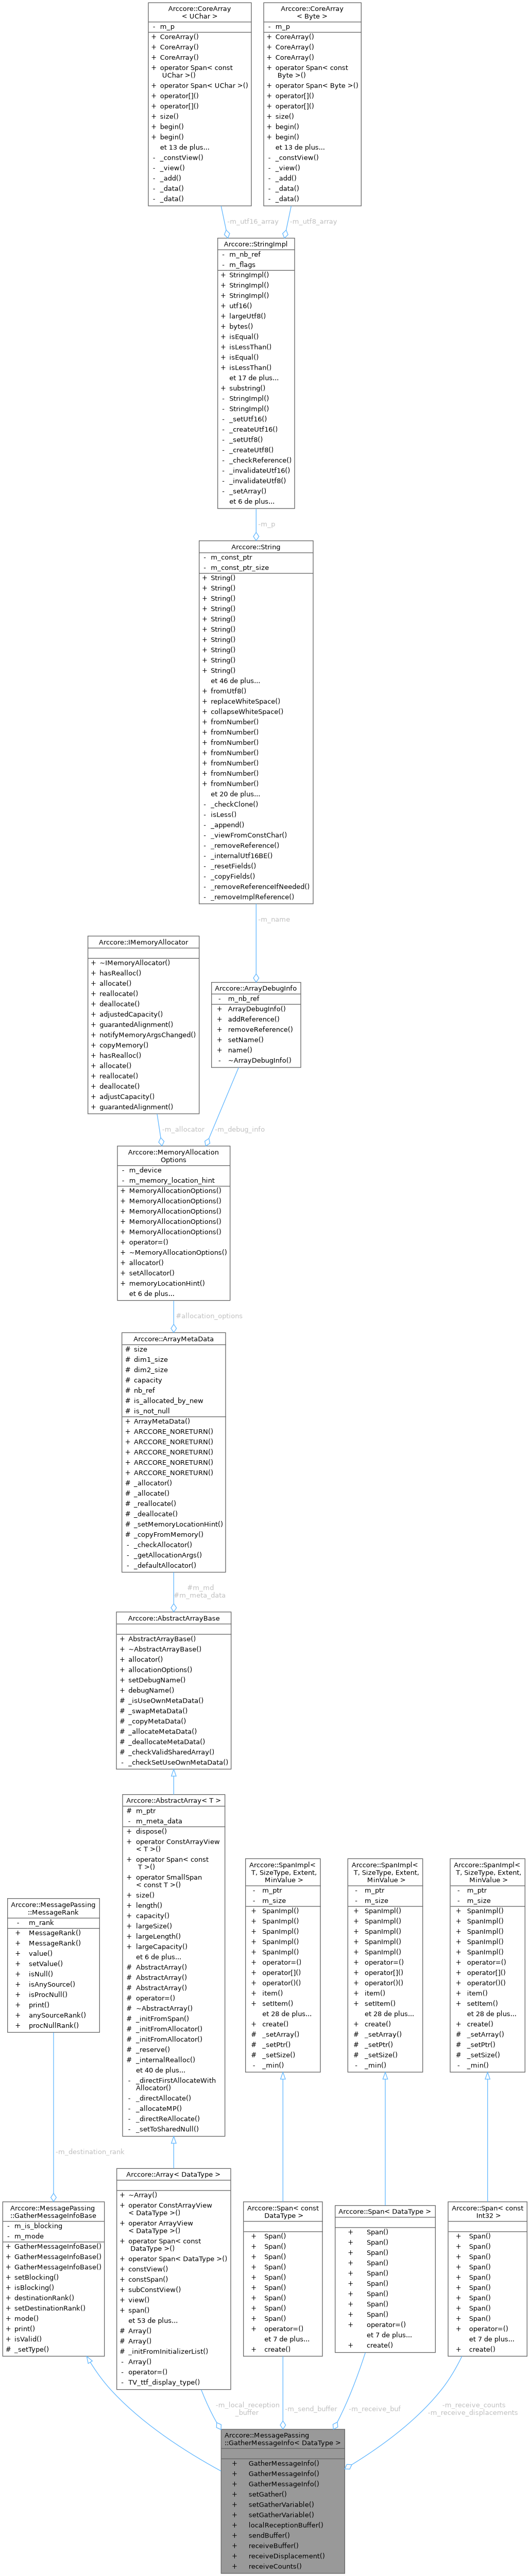 Arccore::CoreArray
< UChar >
- m_p
+ CoreArray()
+ CoreArray()
+ CoreArray()
+ operator Span< const
UChar >()
+ operator Span< UChar >()
+ operator[]()
+ operator[]()
+ size()
+ begin()
+ begin()
et 13 de plus...
- _constView()
- _view()
- _add()
- _data()
- _data()
Arccore::CoreArray
< Byte >
- m_p
+ CoreArray()
+ CoreArray()
+ CoreArray()
+ operator Span< const
Byte >()
+ operator Span< Byte >()
+ operator[]()
+ operator[]()
+ size()
+ begin()
+ begin()
et 13 de plus...
- _constView()
- _view()
- _add()
- _data()
- _data()
-m_utf16_array
-m_utf8_array
Arccore::StringImpl
- m_nb_ref
- m_flags
+ StringImpl()
+ StringImpl()
+ StringImpl()
+ utf16()
+ largeUtf8()
+ bytes()
+ isEqual()
+ isLessThan()
+ isEqual()
+ isLessThan()
et 17 de plus...
+ substring()
- StringImpl()
- StringImpl()
- _setUtf16()
- _createUtf16()
- _setUtf8()
- _createUtf8()
- _checkReference()
- _invalidateUtf16()
- _invalidateUtf8()
- _setArray()
et 6 de plus...
-m_p
Arccore::String
- m_const_ptr
- m_const_ptr_size
+ String()
+ String()
+ String()
+ String()
+ String()
+ String()
+ String()
+ String()
+ String()
+ String()
et 46 de plus...
+ fromUtf8()
+ replaceWhiteSpace()
+ collapseWhiteSpace()
+ fromNumber()
+ fromNumber()
+ fromNumber()
+ fromNumber()
+ fromNumber()
+ fromNumber()
+ fromNumber()
et 20 de plus...
- _checkClone()
- isLess()
- _append()
- _viewFromConstChar()
- _removeReference()
- _internalUtf16BE()
- _resetFields()
- _copyFields()
- _removeReferenceIfNeeded()
- _removeImplReference()
-m_name
Arccore::IMemoryAllocator
+ ~IMemoryAllocator()
+ hasRealloc()
+ allocate()
+ reallocate()
+ deallocate()
+ adjustedCapacity()
+ guarantedAlignment()
+ notifyMemoryArgsChanged()
+ copyMemory()
+ hasRealloc()
+ allocate()
+ reallocate()
+ deallocate()
+ adjustCapacity()
+ guarantedAlignment()
Arccore::ArrayDebugInfo
- m_nb_ref
+ ArrayDebugInfo()
+ addReference()
+ removeReference()
+ setName()
+ name()
- ~ArrayDebugInfo()
-m_allocator
-m_debug_info
Arccore::MemoryAllocation
Options
- m_device
- m_memory_location_hint
+ MemoryAllocationOptions()
+ MemoryAllocationOptions()
+ MemoryAllocationOptions()
+ MemoryAllocationOptions()
+ MemoryAllocationOptions()
+ operator=()
+ ~MemoryAllocationOptions()
+ allocator()
+ setAllocator()
+ memoryLocationHint()
et 6 de plus...
#allocation_options
Arccore::ArrayMetaData
# size
# dim1_size
# dim2_size
# capacity
# nb_ref
# is_allocated_by_new
# is_not_null
+ ArrayMetaData()
+ ARCCORE_NORETURN()
+ ARCCORE_NORETURN()
+ ARCCORE_NORETURN()
+ ARCCORE_NORETURN()
+ ARCCORE_NORETURN()
# _allocator()
# _allocate()
# _reallocate()
# _deallocate()
# _setMemoryLocationHint()
# _copyFromMemory()
- _checkAllocator()
- _getAllocationArgs()
- _defaultAllocator()
#m_md
#m_meta_data
Arccore::AbstractArrayBase
+ AbstractArrayBase()
+ ~AbstractArrayBase()
+ allocator()
+ allocationOptions()
+ setDebugName()
+ debugName()
# _isUseOwnMetaData()
# _swapMetaData()
# _copyMetaData()
# _allocateMetaData()
# _deallocateMetaData()
# _checkValidSharedArray()
- _checkSetUseOwnMetaData()
Arccore::AbstractArray< T >
# m_ptr
- m_meta_data
+ dispose()
+ operator ConstArrayView
< T >()
+ operator Span< const
T >()
+ operator SmallSpan
< const T >()
+ size()
+ length()
+ capacity()
+ largeSize()
+ largeLength()
+ largeCapacity()
et 6 de plus...
# AbstractArray()
# AbstractArray()
# AbstractArray()
# operator=()
# ~AbstractArray()
# _initFromSpan()
# _initFromAllocator()
# _initFromAllocator()
# _reserve()
# _internalRealloc()
et 40 de plus...
- _directFirstAllocateWith
Allocator()
- _directAllocate()
- _allocateMP()
- _directReAllocate()
- _setToSharedNull()
Arccore::SpanImpl<
T, SizeType, Extent,
MinValue >
- m_ptr
- m_size
+ SpanImpl()
+ SpanImpl()
+ SpanImpl()
+ SpanImpl()
+ SpanImpl()
+ operator=()
+ operator[]()
+ operator()()
+ item()
+ setItem()
et 28 de plus...
+ create()
# _setArray()
# _setPtr()
# _setSize()
- _min()
Arccore::SpanImpl<
T, SizeType, Extent,
MinValue >
- m_ptr
- m_size
+ SpanImpl()
+ SpanImpl()
+ SpanImpl()
+ SpanImpl()
+ SpanImpl()
+ operator=()
+ operator[]()
+ operator()()
+ item()
+ setItem()
et 28 de plus...
+ create()
# _setArray()
# _setPtr()
# _setSize()
- _min()
Arccore::SpanImpl<
T, SizeType, Extent,
MinValue >
- m_ptr
- m_size
+ SpanImpl()
+ SpanImpl()
+ SpanImpl()
+ SpanImpl()
+ SpanImpl()
+ operator=()
+ operator[]()
+ operator()()
+ item()
+ setItem()
et 28 de plus...
+ create()
# _setArray()
# _setPtr()
# _setSize()
- _min()
Arccore::MessagePassing
::MessageRank
- m_rank
+ MessageRank()
+ MessageRank()
+ value()
+ setValue()
+ isNull()
+ isAnySource()
+ isProcNull()
+ print()
+ anySourceRank()
+ procNullRank()
-m_destination_rank
Arccore::MessagePassing
::GatherMessageInfoBase
- m_is_blocking
- m_mode
+ GatherMessageInfoBase()
+ GatherMessageInfoBase()
+ GatherMessageInfoBase()
+ setBlocking()
+ isBlocking()
+ destinationRank()
+ setDestinationRank()
+ mode()
+ print()
+ isValid()
# _setType()
Arccore::Array< DataType >
+ ~Array()
+ operator ConstArrayView
< DataType >()
+ operator ArrayView
< DataType >()
+ operator Span< const
DataType >()
+ operator Span< DataType >()
+ constView()
+ constSpan()
+ subConstView()
+ view()
+ span()
et 53 de plus...
# Array()
# Array()
# _initFromInitializerList()
- Array()
- operator=()
- TV_ttf_display_type()
Arccore::Span< const
DataType >
+ Span()
+ Span()
+ Span()
+ Span()
+ Span()
+ Span()
+ Span()
+ Span()
+ Span()
+ operator=()
et 7 de plus...
+ create()
Arccore::Span< DataType >
+ Span()
+ Span()
+ Span()
+ Span()
+ Span()
+ Span()
+ Span()
+ Span()
+ Span()
+ operator=()
et 7 de plus...
+ create()
Arccore::Span< const
Int32 >
+ Span()
+ Span()
+ Span()
+ Span()
+ Span()
+ Span()
+ Span()
+ Span()
+ Span()
+ operator=()
et 7 de plus...
+ create()
-m_local_reception
_buffer
-m_send_buffer
-m_receive_buf
-m_receive_counts
-m_receive_displacements
Arccore::MessagePassing
::GatherMessageInfo< DataType >
+ GatherMessageInfo()
+ GatherMessageInfo()
+ GatherMessageInfo()
+ setGather()
+ setGatherVariable()
+ setGatherVariable()
+ localReceptionBuffer()
+ sendBuffer()
+ receiveBuffer()
+ receiveDisplacement()
+ receiveCounts()